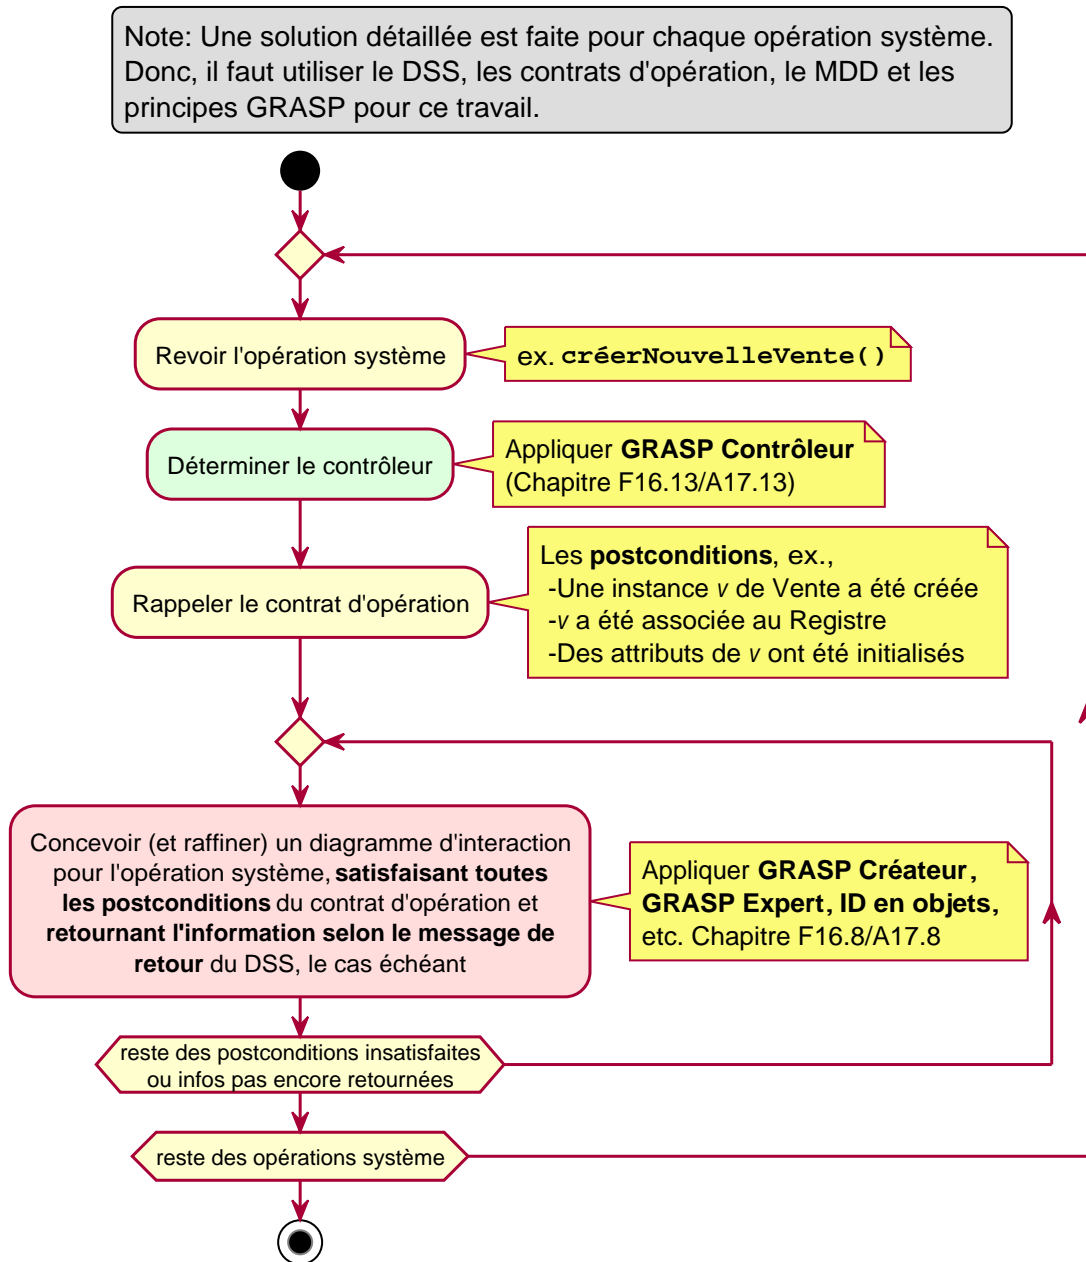 Note: Une solution détaillée est faite pour chaque opération système.
Donc, il faut utiliser le DSS, les contrats d'opération, le MDD et les
principes GRASP pour ce travail.
Revoir l'opération système
ex. créerNouvelleVente()
Déterminer le contrôleur
Appliquer GRASP Contrôleur
(Chapitre F16.13/A17.13)
Rappeler le contrat d'opération
Les postconditions, ex.,
-Une instance v de Vente a été créée
-v a été associée au Registre
-Des attributs de v ont été initialisés
Concevoir (et raffiner) un diagramme d'interaction
pour l'opération système, satisfaisant toutes
les postconditions du contrat d'opération et
retournant l'information selon le message de
retour du DSS, le cas échéant
Appliquer GRASP Créateur,
GRASP Expert, ID en objets,
etc. Chapitre F16.8/A17.8
reste des postconditions insatisfaites
ou infos pas encore retournées
reste des opérations système